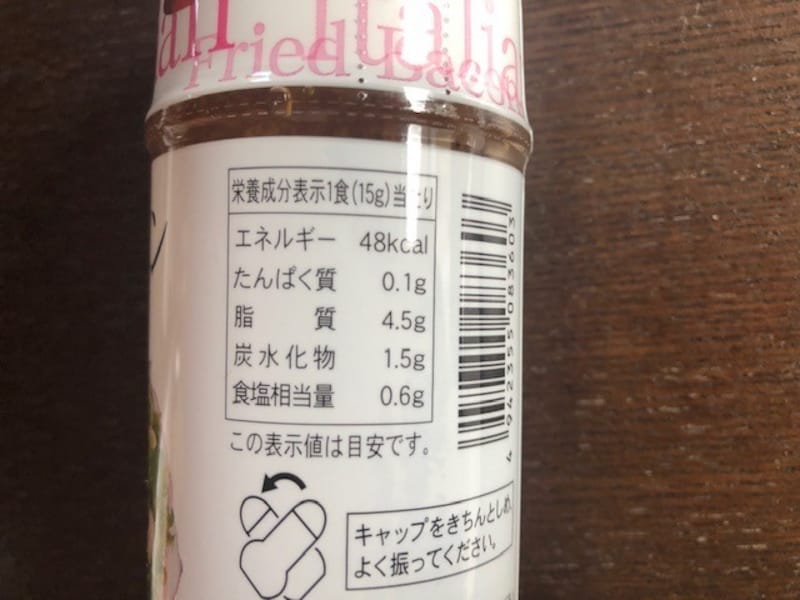 Italia
Fried Baco
栄養成分表示1食(15g)当たり
エネルギー 48kcal
たんぱく質 0.1g
脂 質 4.5g
炭水化物 1.5g
食塩相当量 0.6g
この表示値は目安です。
4942355083603
キャップをきちんとしめ、
よく振ってください。